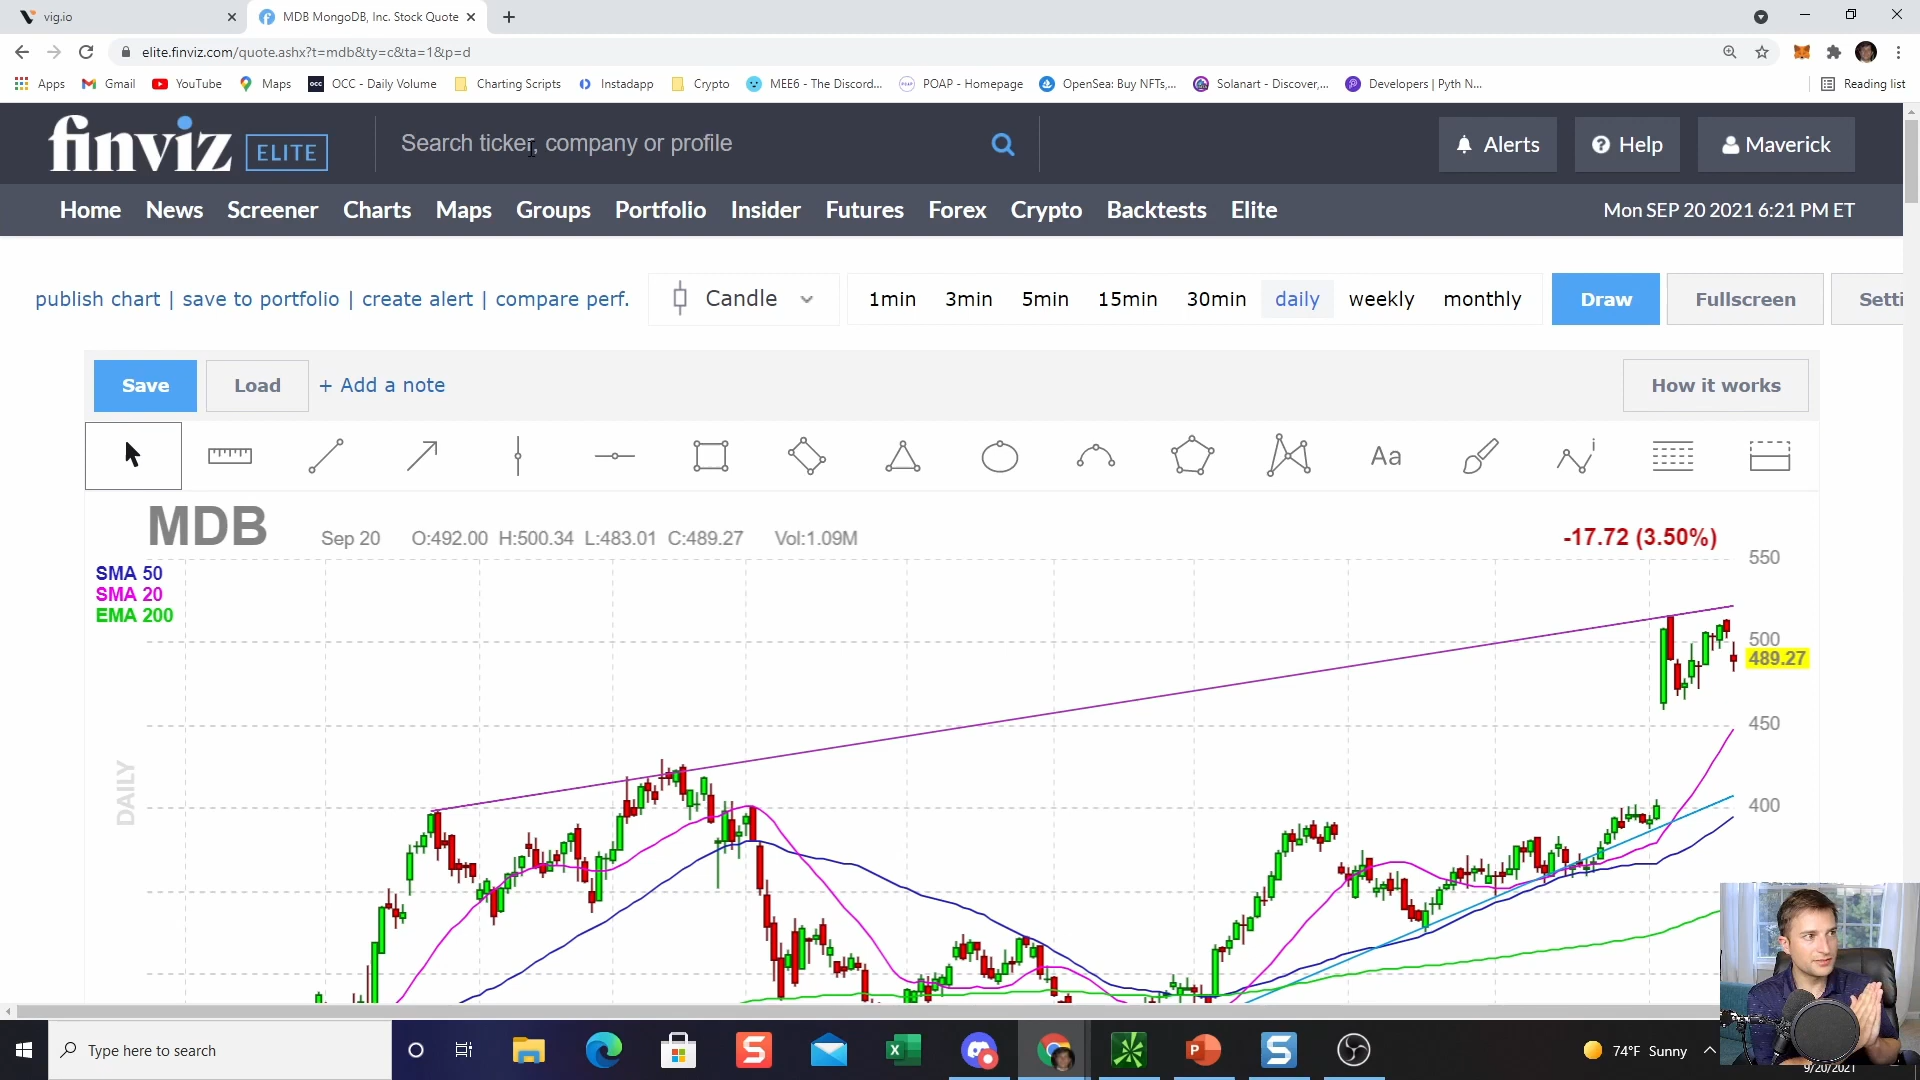 vig.io
MDB MongoDB, Inc. Stock Quote
elite.finviz.com/quote.ashx?t=mdb&ty=c&ta=1&p=d
Apps Gmail YouTube Maps OCC - Daily Volume Charting Scripts Instadapp Crypto MEE6 - The Discord... POAP - Homepage OpenSea: Buy NFTs,... Solanart - Discover,... Developers | Pyth N... Reading list
finviz ELITE Search ticker, company or profile Alerts Help Maverick
Home News Screener Charts Maps Groups Portfolio Insider Futures Forex Crypto Backtests Elite Mon SEP 20 2021 6:21 PM ET
publish chart | save to portfolio | create alert | compare perf. Candle 1min 3min 5min 15min 30min daily weekly monthly Draw Fullscreen Setti
Save Load + Add a note How it works
Aa
MDB Sep 20 O:492.00 H:500.34 L:483.01 C:489.27 Vol:1.09M -17.72 (3.50%)
550
SMA 50
SMA 20
EMA 200
500
489.27
450
DAILY
400
Type here to search
74°F Sunny
9/20/2021